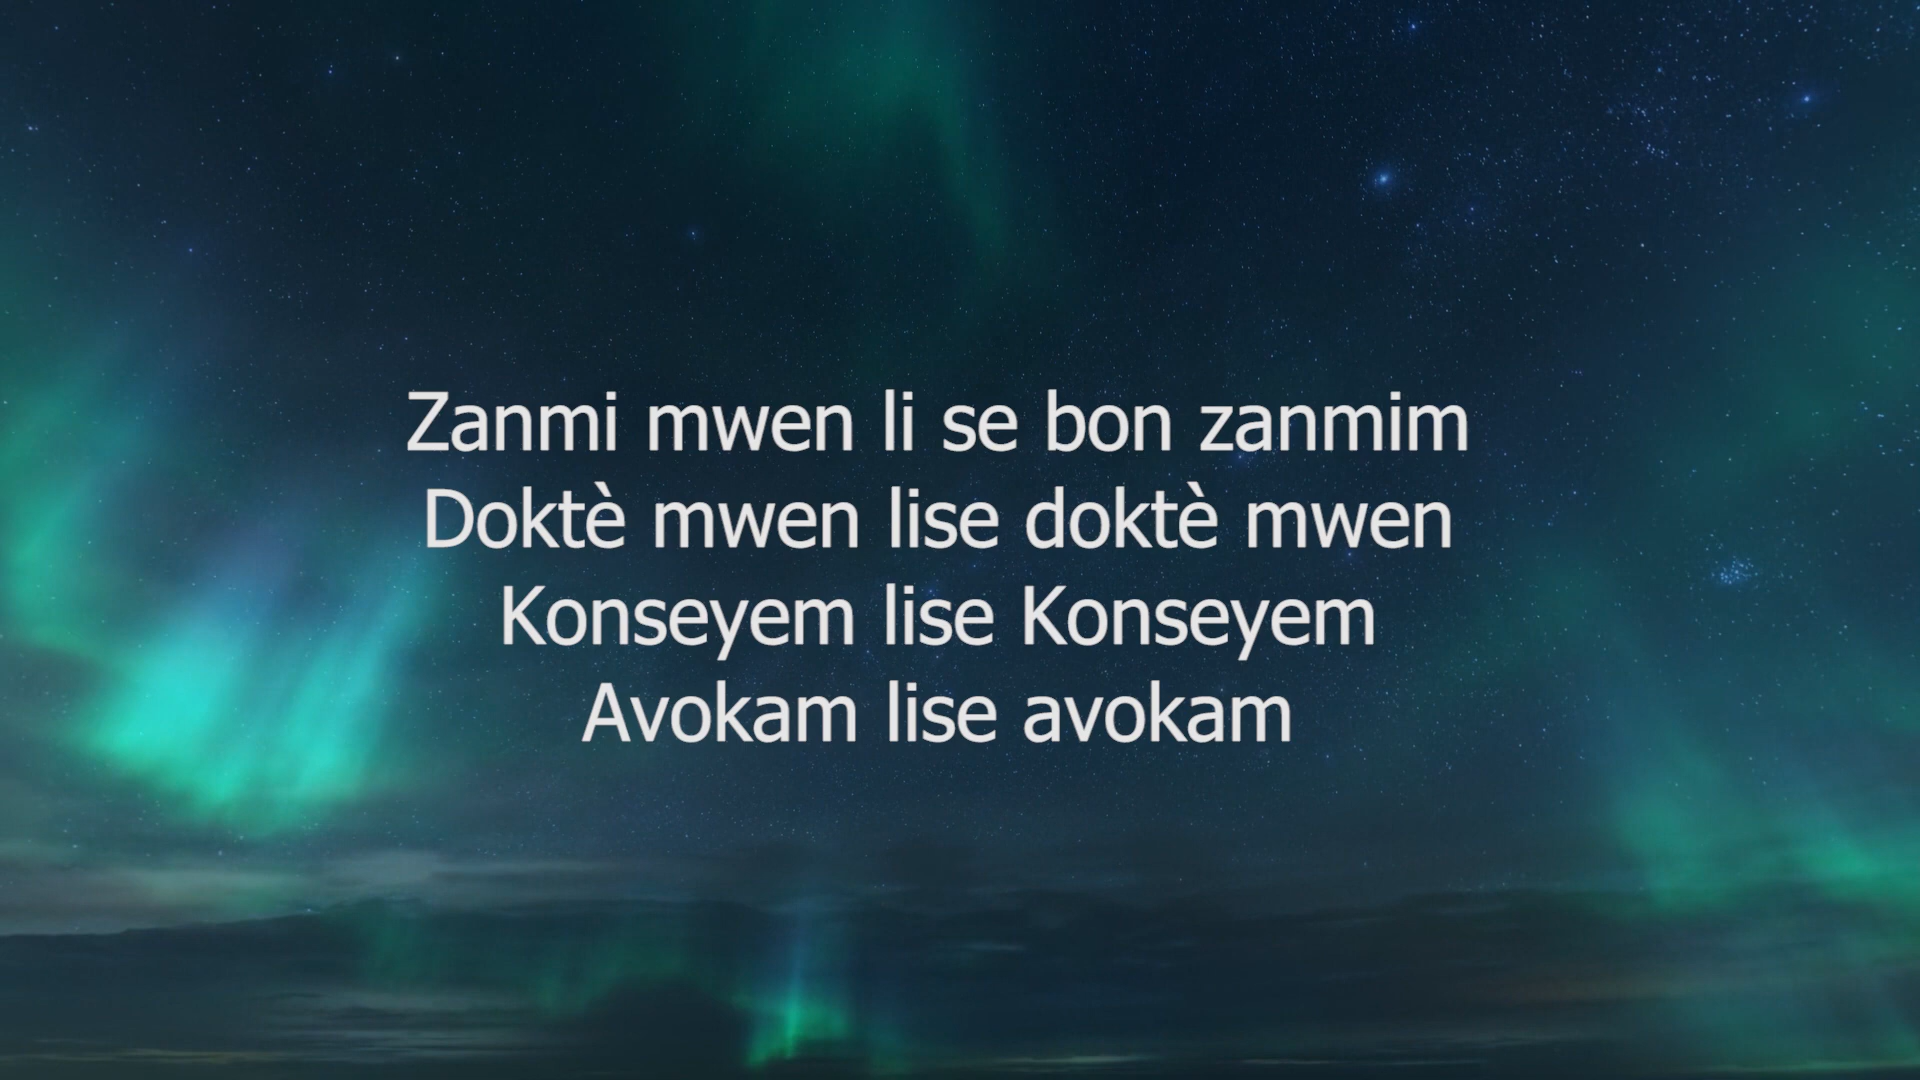 Zanmi mwen li se bon zanmim
Doktè mwen lise doktè mwen
Konseyem lise Konseyem
Avokam lise avokam